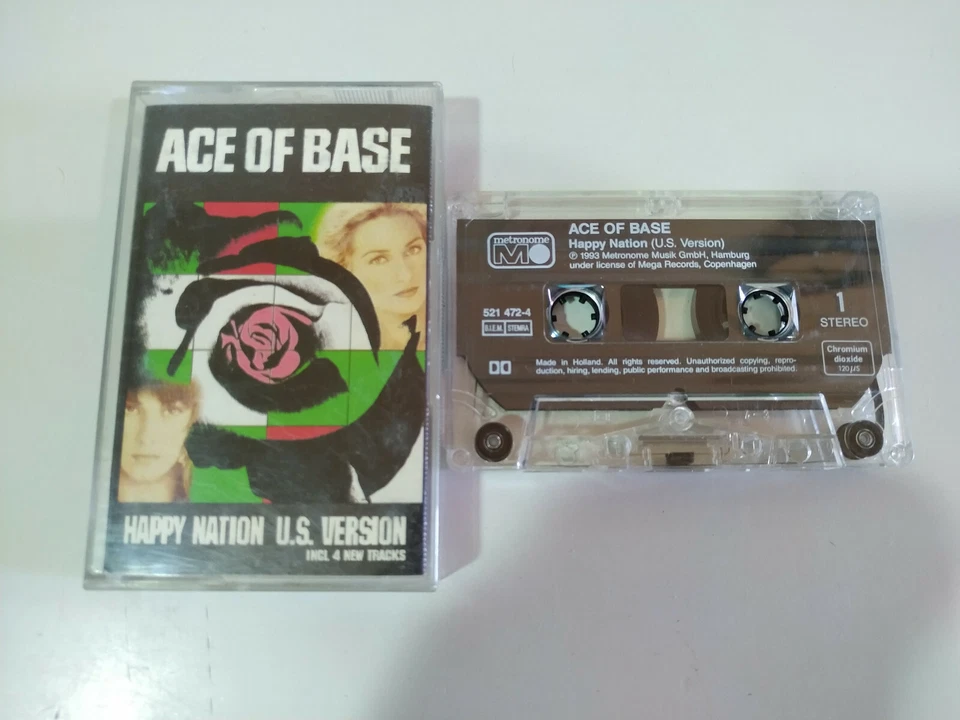 ACE OF BASE
HAPPY NATION U.S. VERSION
INCL 4 NEW TRACKS
metronome
M
ACE OF BASE
Happy Nation (U.S. Version)
℗ 1993 Metronome Musik GmbH, Hamburg
under license of Mega Records, Copenhagen
521 472-4
B.I.E.M. STEMRA
1
STEREO
Made in Holland. All rights reserved. Unauthorized copying, repro-
duction, hiring, lending, public performance and broadcasting prohibited.
Chromium
dioxide
120 µS